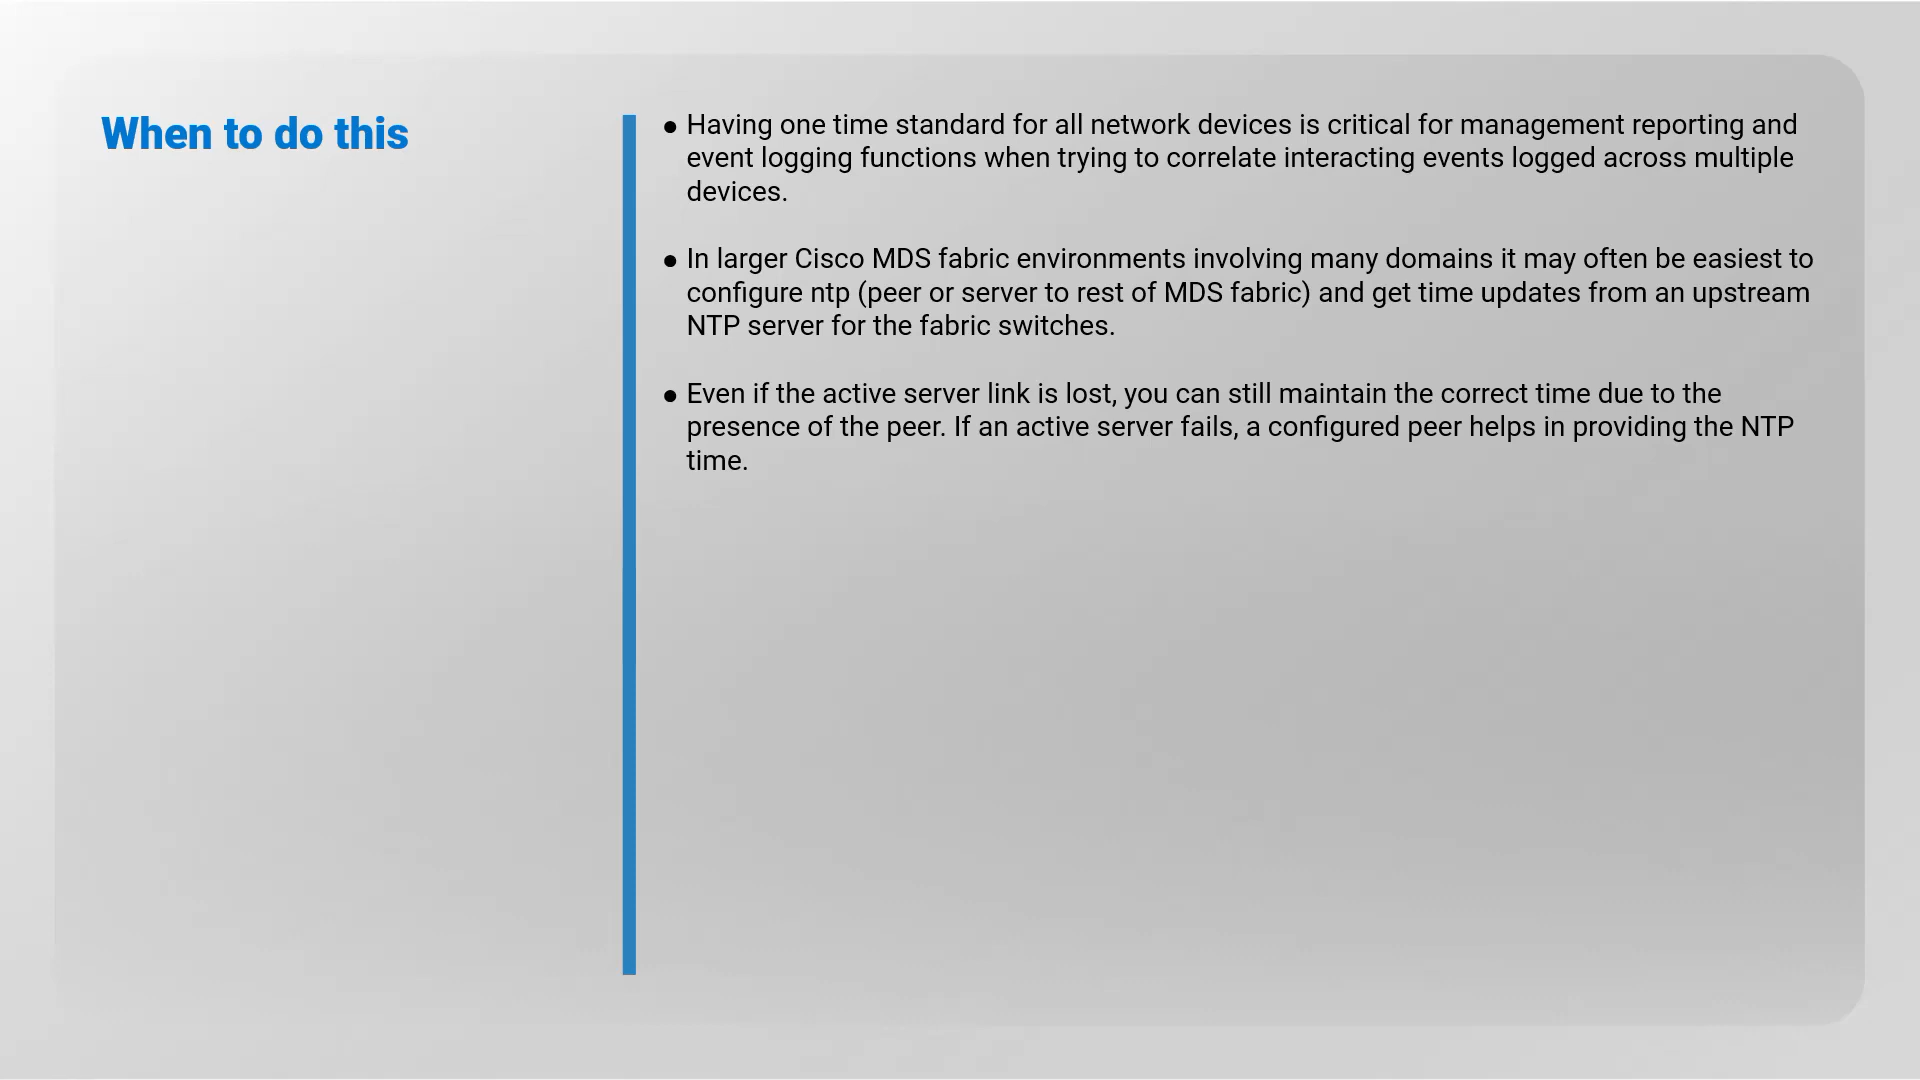 When to do this
● Having one time standard for all network devices is critical for management reporting and
event logging functions when trying to correlate interacting events logged across multiple
devices.
● In larger Cisco MDS fabric environments involving many domains it may often be easiest to
configure ntp (peer or server to rest of MDS fabric) and get time updates from an upstream
NTP server for the fabric switches.
● Even if the active server link is lost, you can still maintain the correct time due to the
presence of the peer. If an active server fails, a configured peer helps in providing the NTP
time.